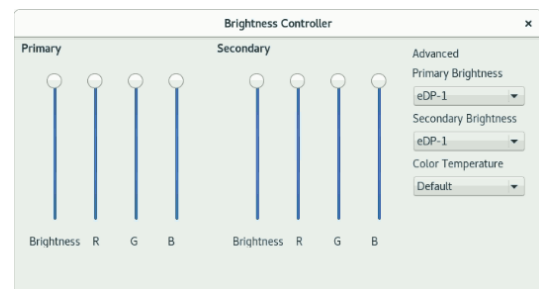 Brightness Controller
Primary
Secondary
Brightness R G B
Brightness R G B
Advanced
Primary Brightness
eDP-1
Secondary Brightness
eDP-1
Color Temperature
Default